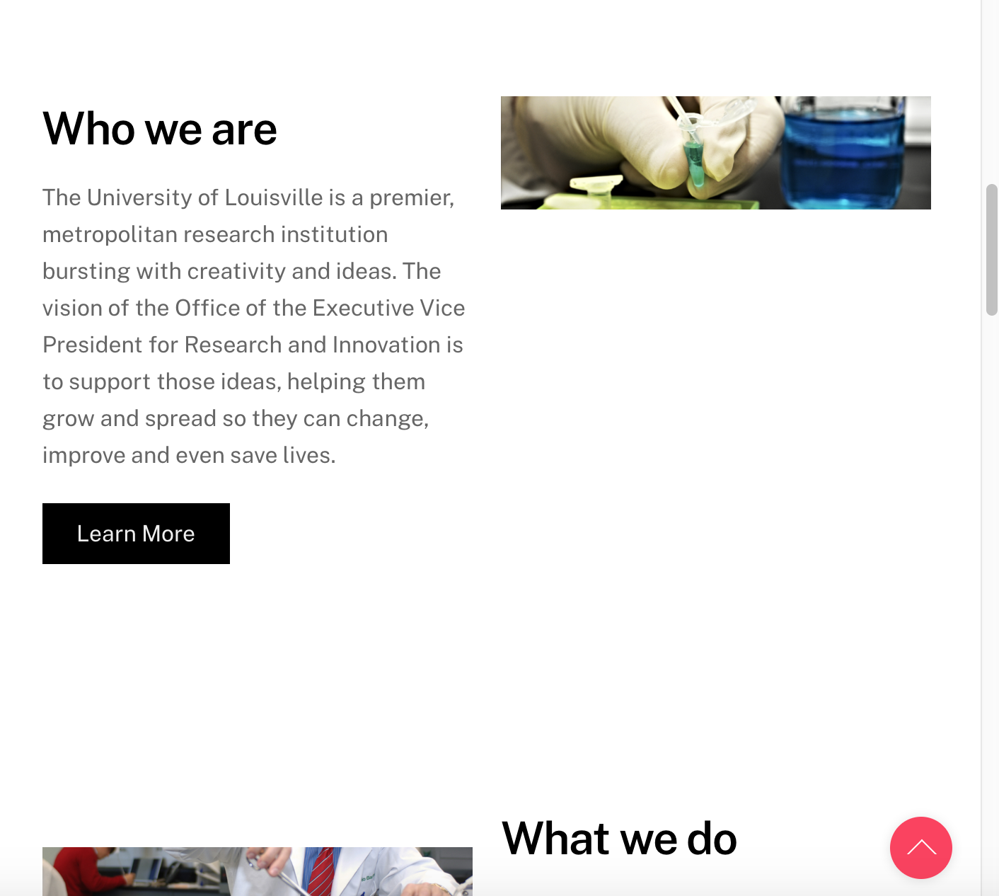 Who we are
The University of Louisville is a premier,
metropolitan research institution
bursting with creativity and ideas. The
vision of the Office of the Executive Vice
President for Research and Innovation is
to support those ideas, helping them
grow and spread so they can change,
improve and even save lives.
Learn More
What we do